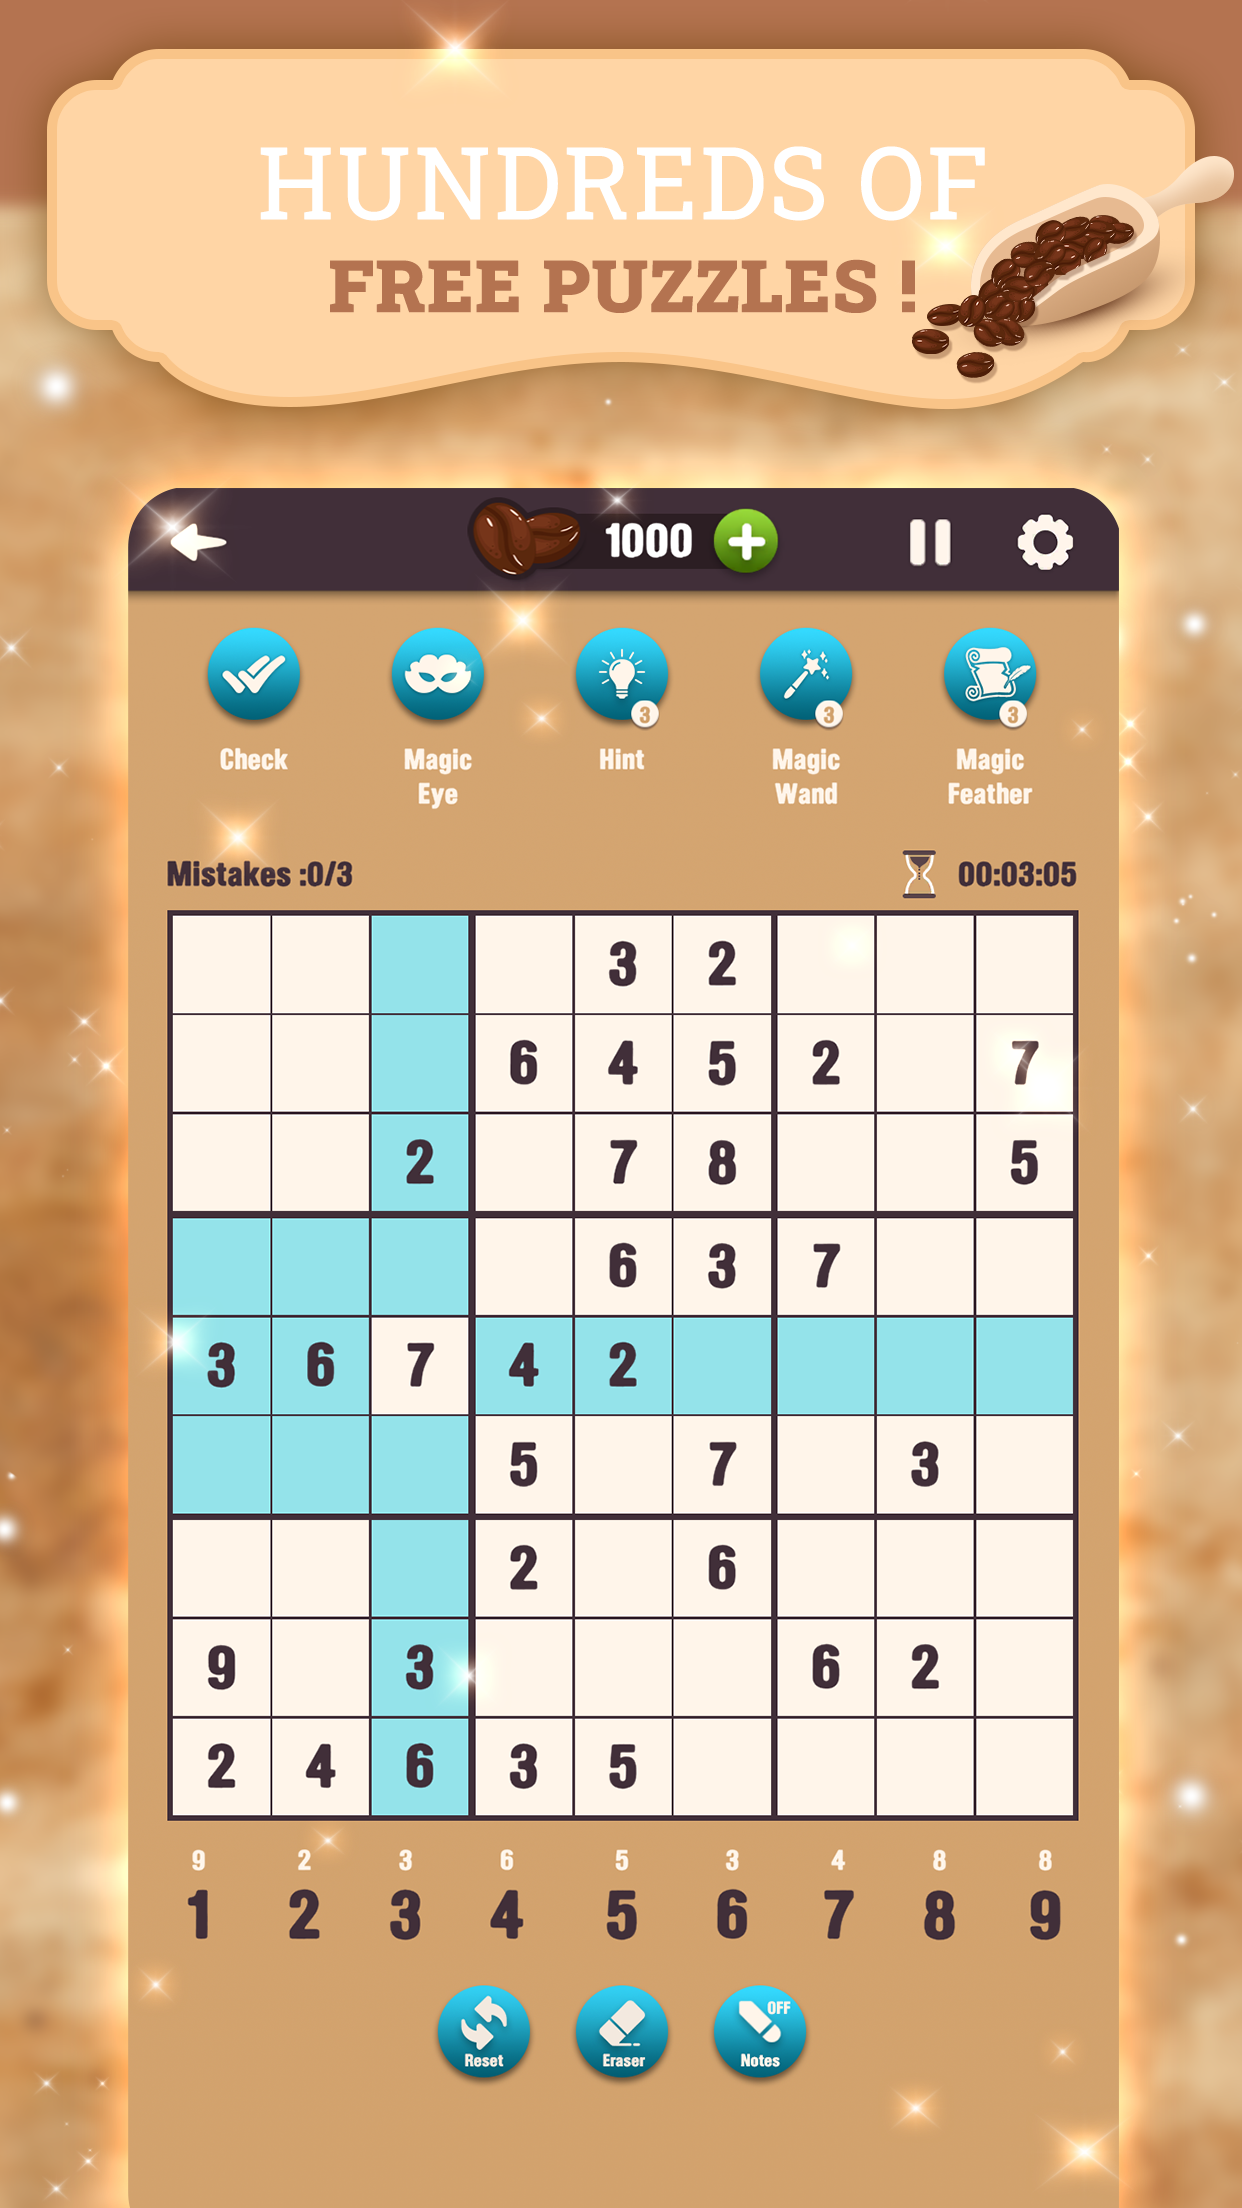 HUNDREDS OF
FREE PUZZLES !
1000
3 3 3
Check Magic Eye Hint Magic Wand Magic Feather
Mistakes :0/3 00:03:05
3 2
6 4 5 2 7
2 7 8 5
6 3 7
3 6 7 4 2
5 7 3
2 6
9 3 6 2
2 4 6 3 5
9 2 3 6 5 3 4 8 8
1 2 3 4 5 6 7 8 9
OFF
Reset Eraser Notes